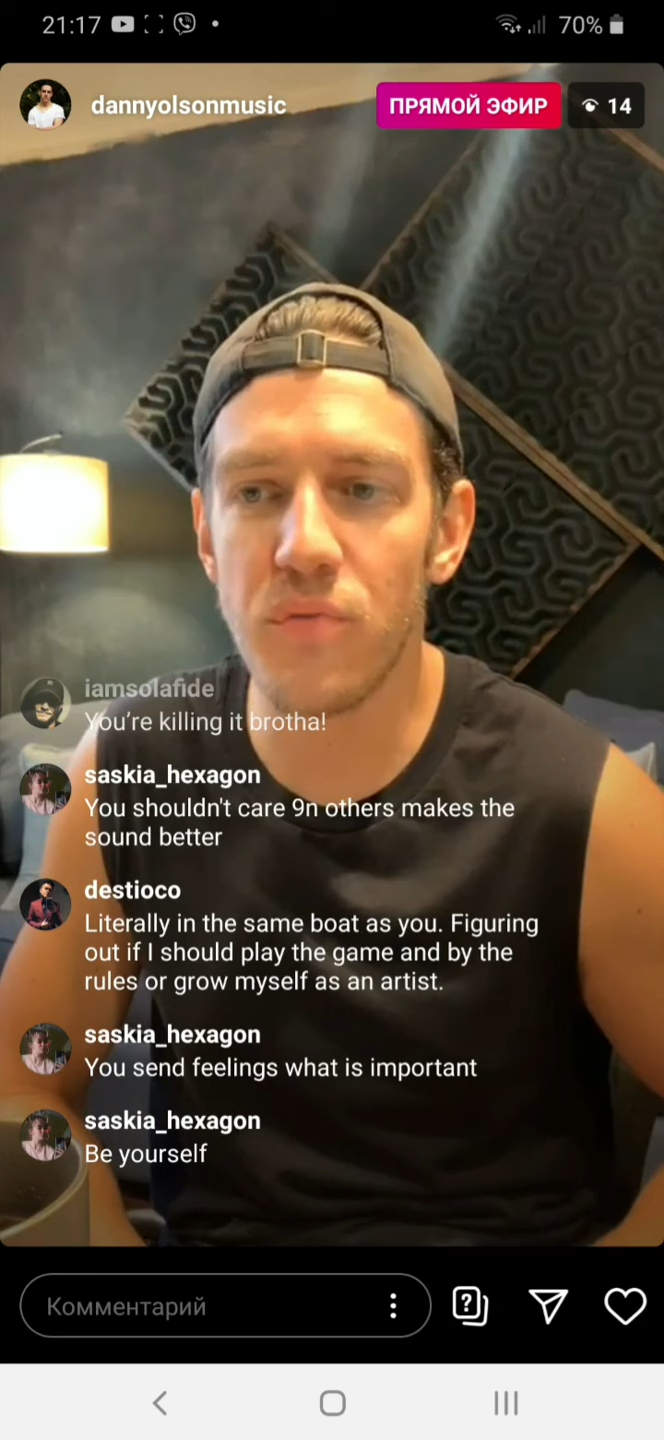 21:17
70%
dannyolsonmusic
ПРЯМОЙ ЭФИР
14
iamsolafide
You're killing it brotha!
saskia_hexagon
You shouldn't care 9n others makes the
sound better
destioco
Literally in the same boat as you. Figuring
out if I should play the game and by the
rules or grow myself as an artist.
saskia_hexagon
You send feelings what is important
saskia_hexagon
Be yourself
Комментарий